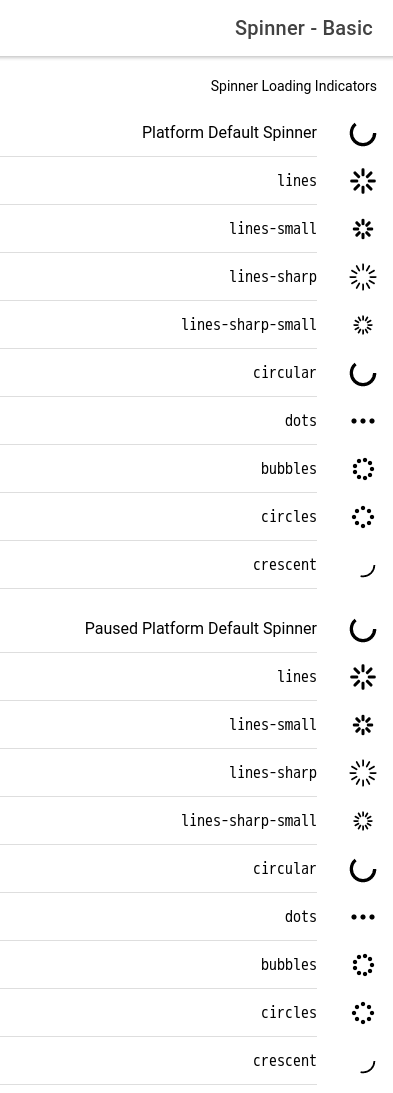 Spinner - Basic
Spinner Loading Indicators
Platform Default Spinner
lines
lines-small
lines-sharp
lines-sharp-small
circular
dots
bubbles
circles
crescent
Paused Platform Default Spinner
lines
lines-small
lines-sharp
lines-sharp-small
circular
dots
bubbles
circles
crescent